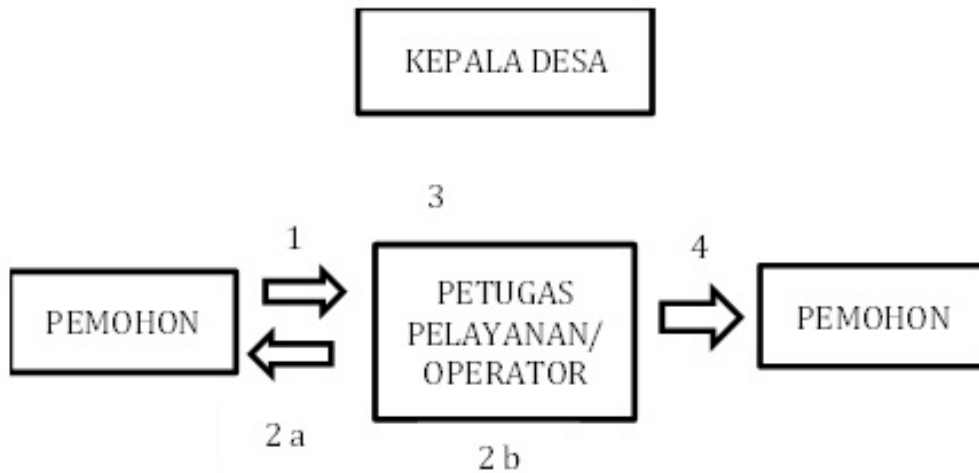 KEPALA DESA
3
1
4
PEMOHON
PETUGAS
PELAYANAN/
OPERATOR
PEMOHON
2 a
2 b